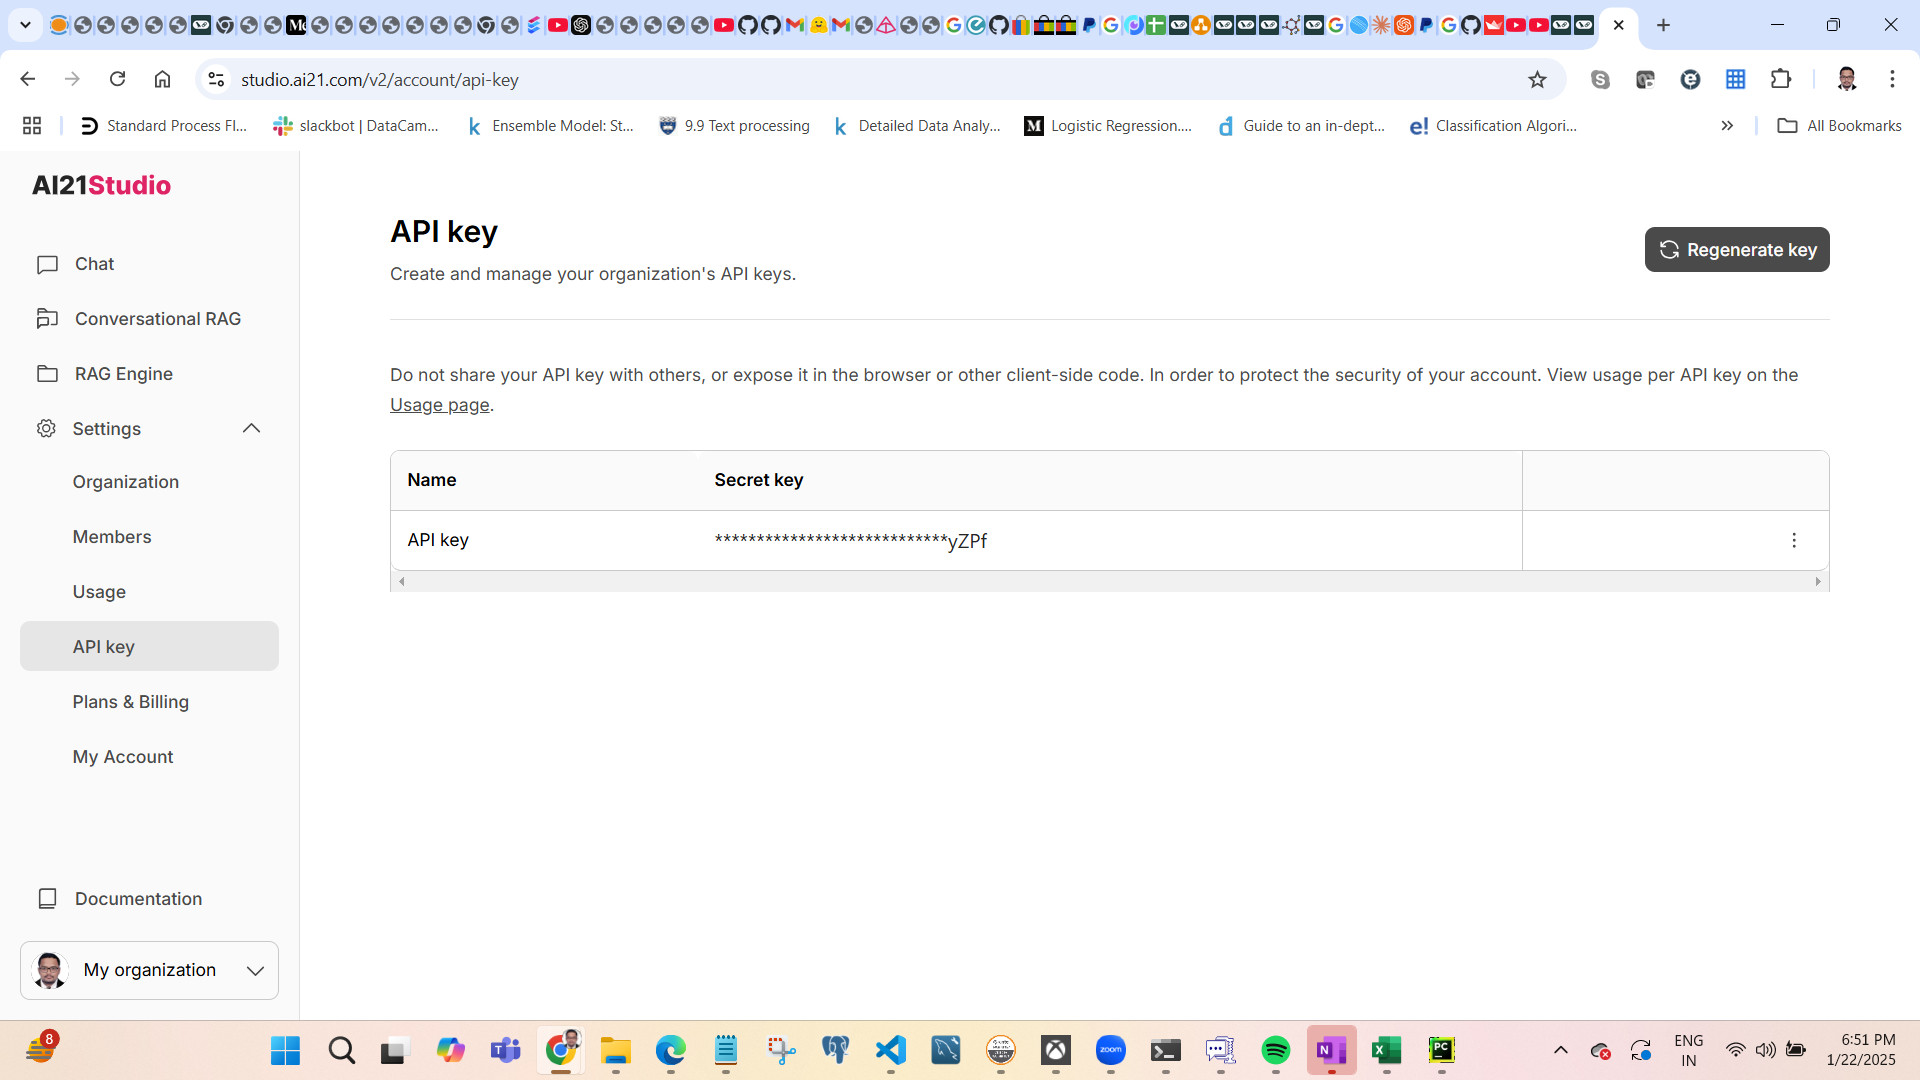 studio.ai21.com/v2/account/api-key
Standard Process Fl...
slackbot | DataCam...
Ensemble Model: St...
9.9 Text processing
Detailed Data Analy...
Logistic Regression....
Guide to an in-dept...
Classification Algori...
All Bookmarks
AI21Studio
Chat
Conversational RAG
RAG Engine
Settings
Organization
Members
Usage
API key
Plans & Billing
My Account
Documentation
My organization
API key
Create and manage your organization's API keys.
Regenerate key
Do not share your API key with others, or expose it in the browser or other client-side code. In order to protect the security of your account. View usage per API key on the
Usage page.
Name
Secret key
API key
****************************yZPf
8
zoom
ENG
IN
6:51 PM
1/22/2025